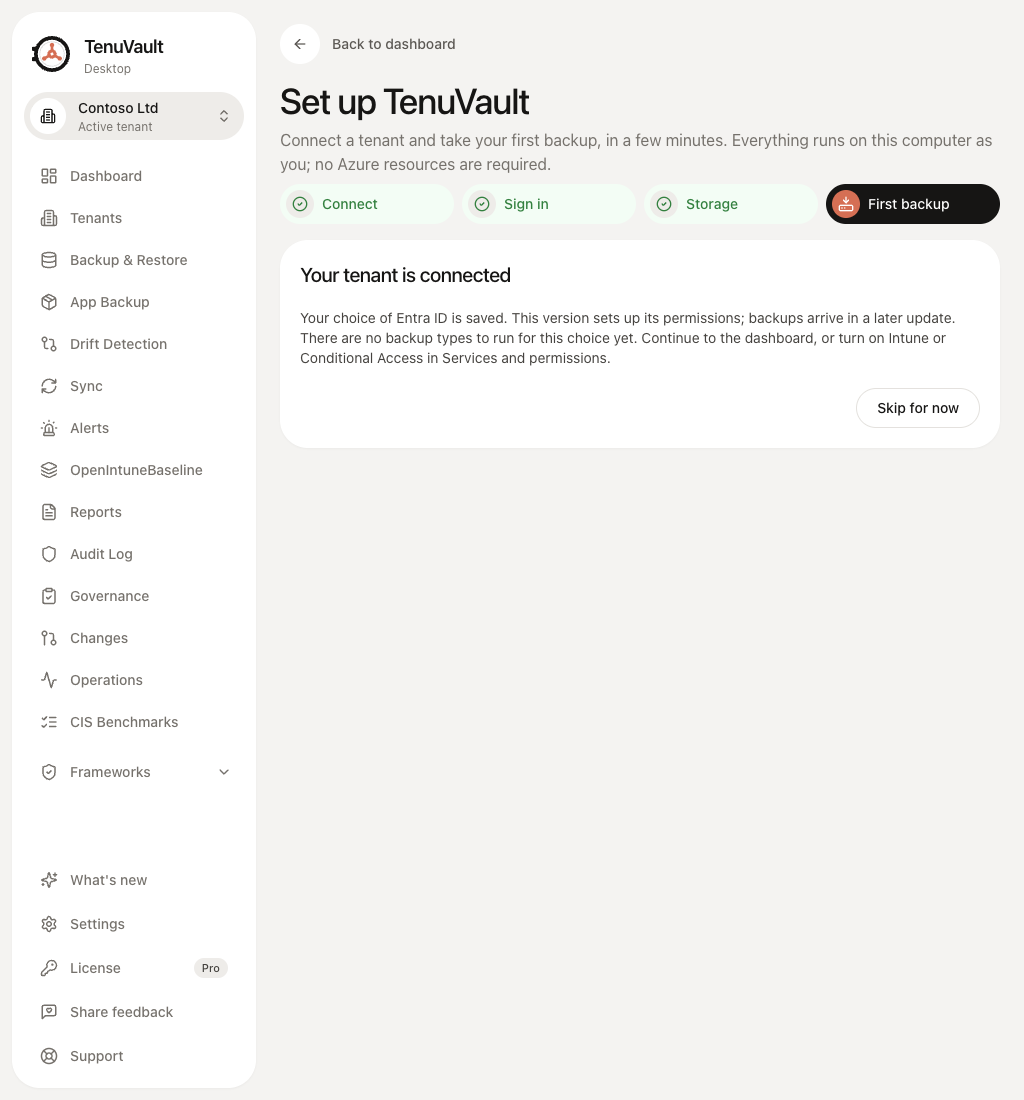 TenuVault
Desktop
Contoso Ltd
Active tenant
Dashboard
Tenants
Backup & Restore
App Backup
Drift Detection
Sync
Alerts
OpenIntuneBaseline
Reports
Audit Log
Governance
Changes
Operations
CIS Benchmarks
Frameworks
What's new
Settings
License
Pro
Share feedback
Support
Back to dashboard
Set up TenuVault
Connect a tenant and take your first backup, in a few minutes. Everything runs on this computer as
you; no Azure resources are required.
Connect
Sign in
Storage
First backup
Your tenant is connected
Your choice of Entra ID is saved. This version sets up its permissions; backups arrive in a later update.
There are no backup types to run for this choice yet. Continue to the dashboard, or turn on Intune or
Conditional Access in Services and permissions.
Skip for now